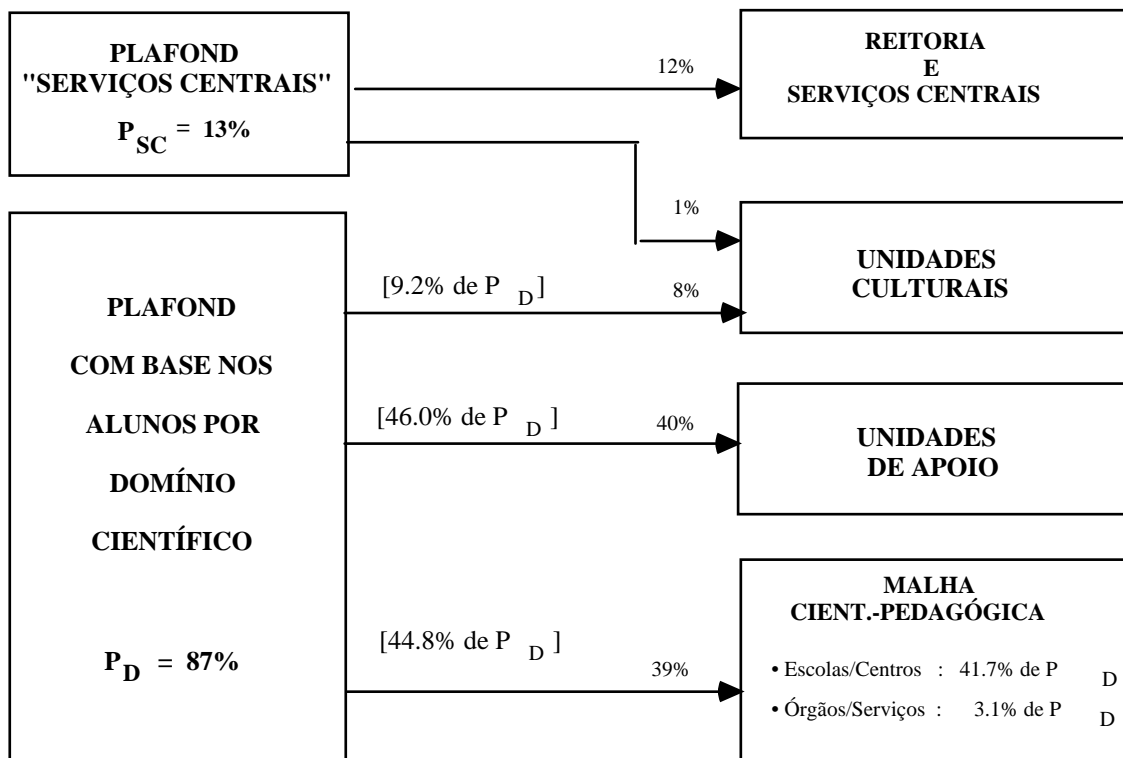 PLAFOND
"SERVIÇOS CENTRAIS"
P SC = 13%
12%
REITORIA
E
SERVIÇOS CENTRAIS
1%
UNIDADES
CULTURAIS
PLAFOND
COM BASE NOS
ALUNOS POR
DOMÍNIO
CIENTÍFICO
P D = 87%
[9.2% de P D ]
8%
[46.0% de P D ]
40%
UNIDADES
DE APOIO
[44.8% de P D ]
39%
MALHA
CIENT.-PEDAGÓGICA
• Escolas/Centros : 41.7% de P D
• Órgãos/Serviços : 3.1% de P D